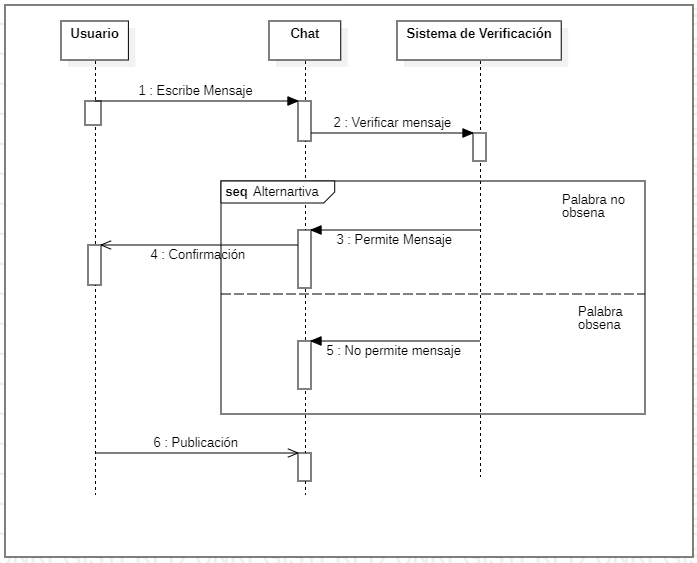 Usuario
Chat
Sistema de Verificación
1 : Escribe Mensaje
2 : Verificar mensaje
seq Alternartiva
Palabra no
obsena
3 : Permite Mensaje
4 : Confirmación
Palabra
obsena
5 : No permite mensaje
6 : Publicación